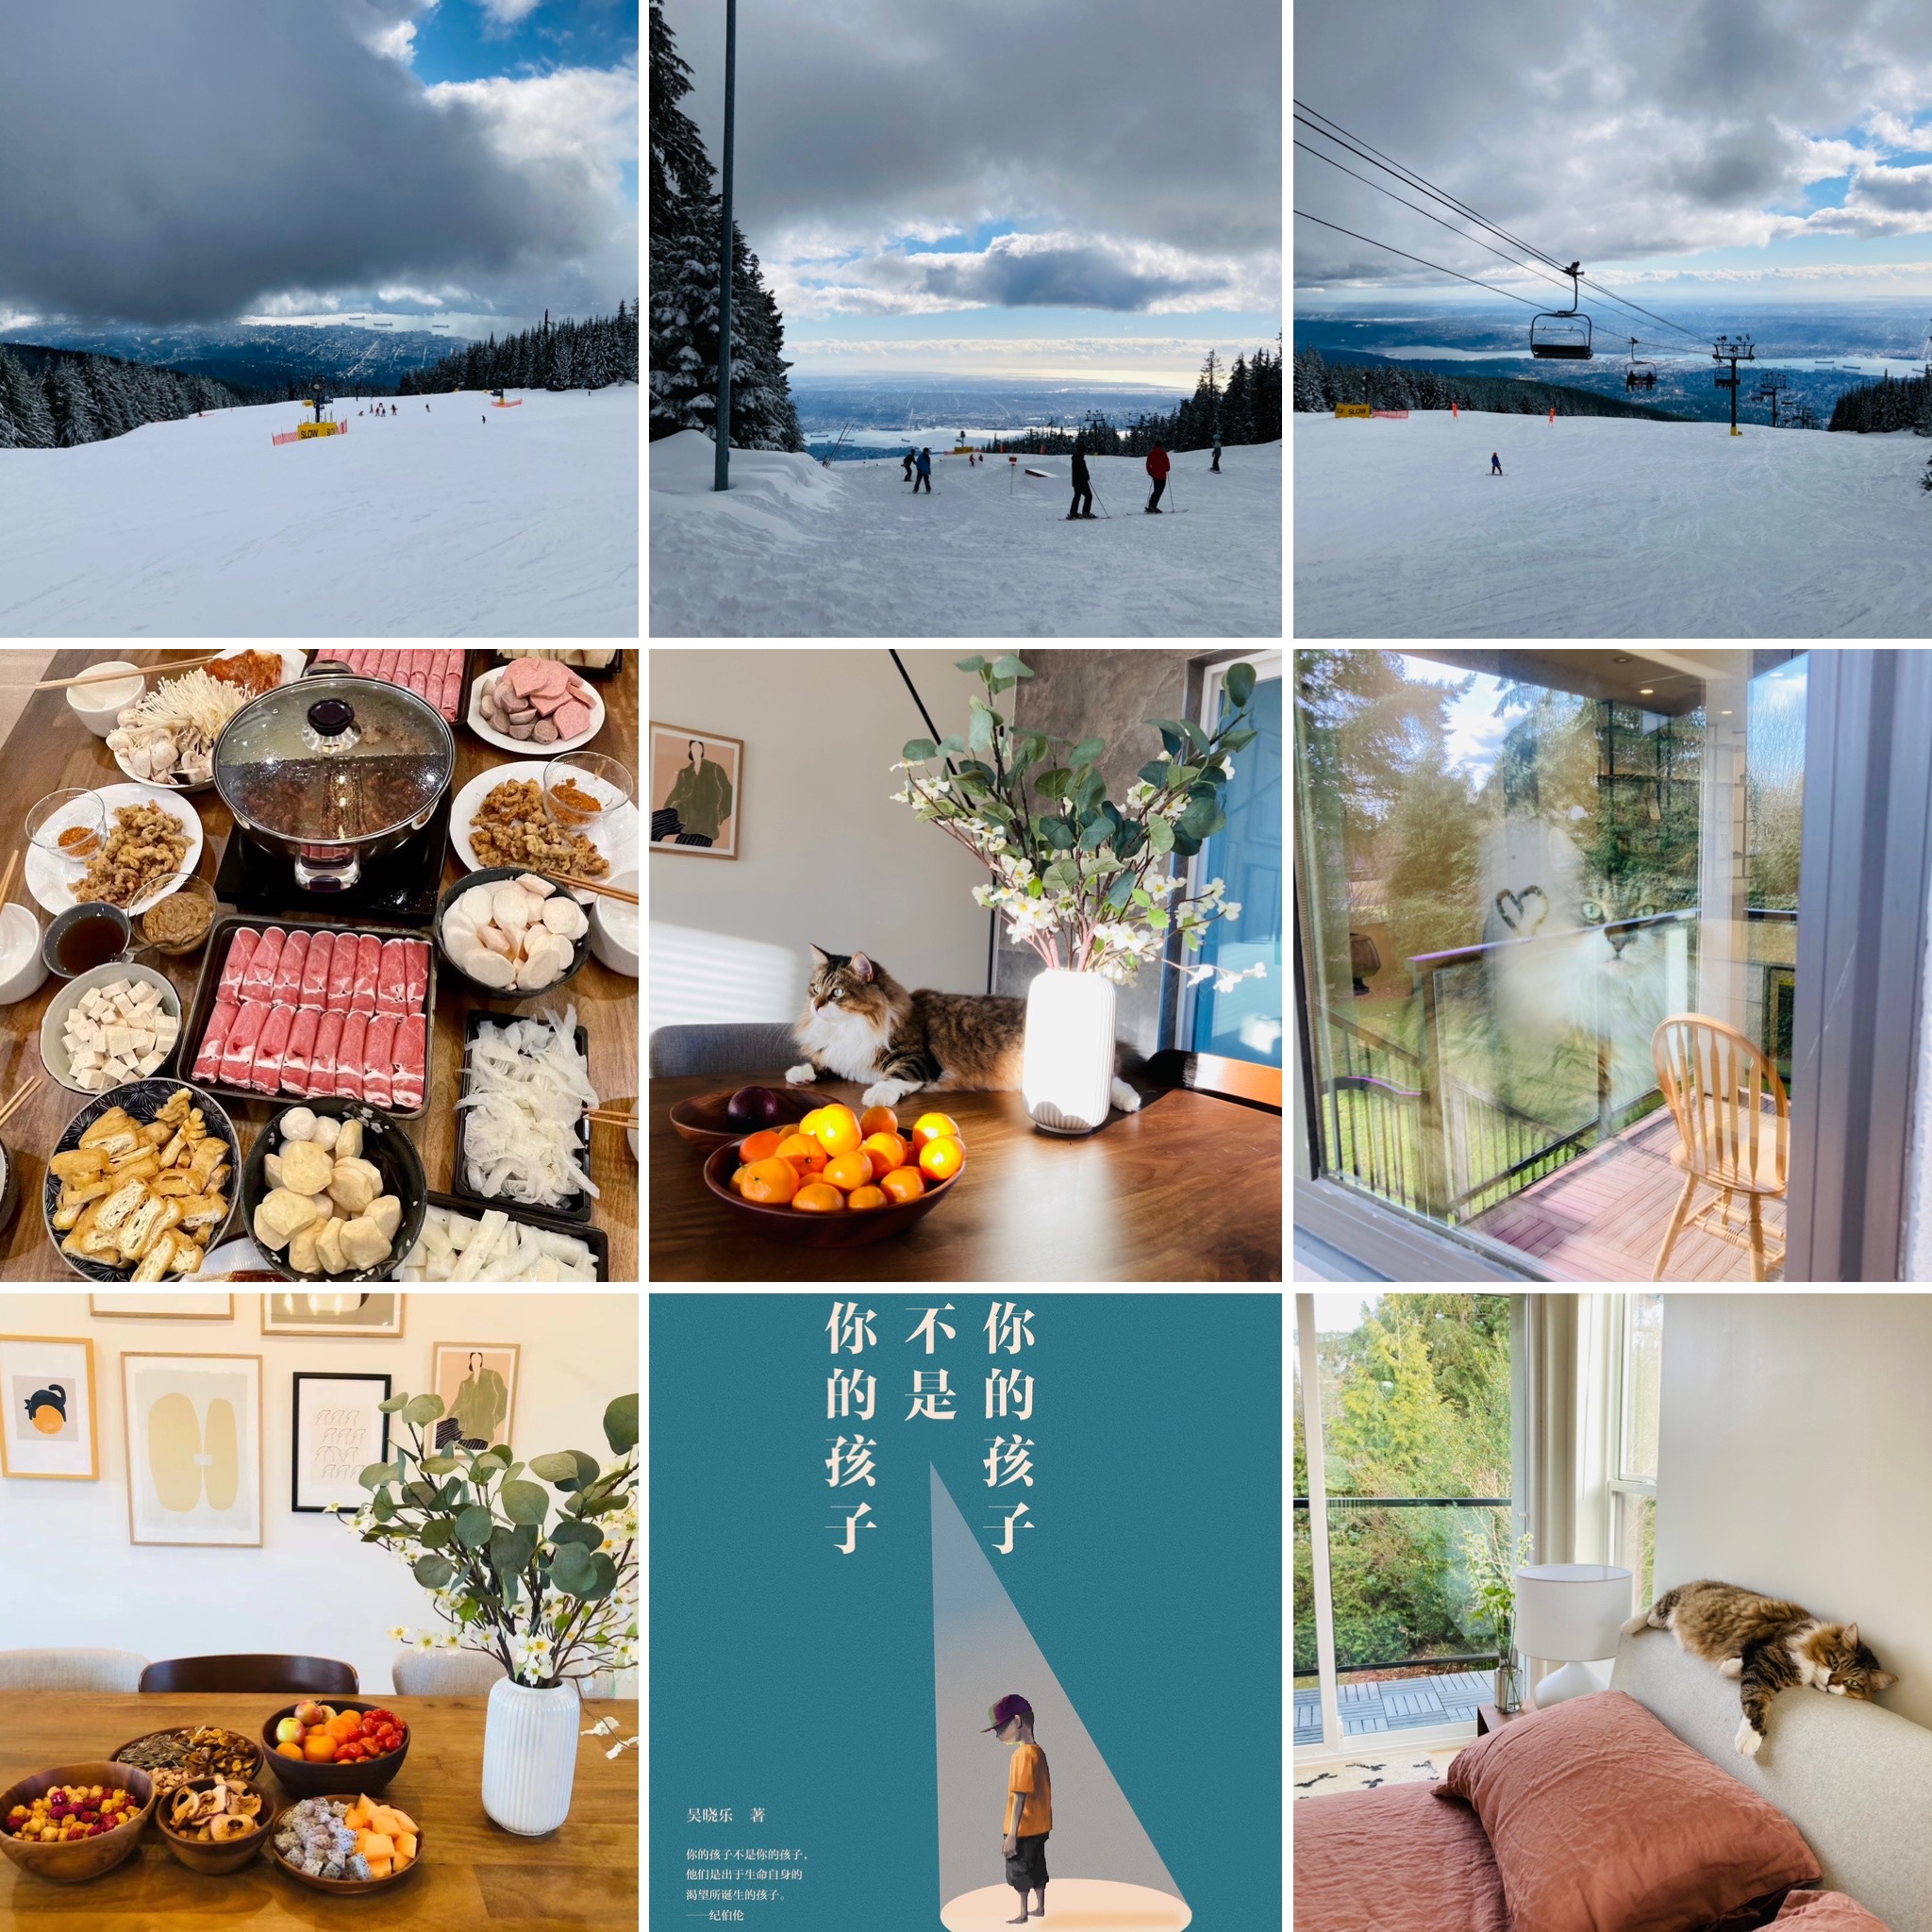 SLOW
SLOW
你的孩子
不是
你的孩子
吴晓乐 著
你的孩子不是你的孩子，
他们是出于生命自身的
渴望所诞生的孩子。
——纪伯伦